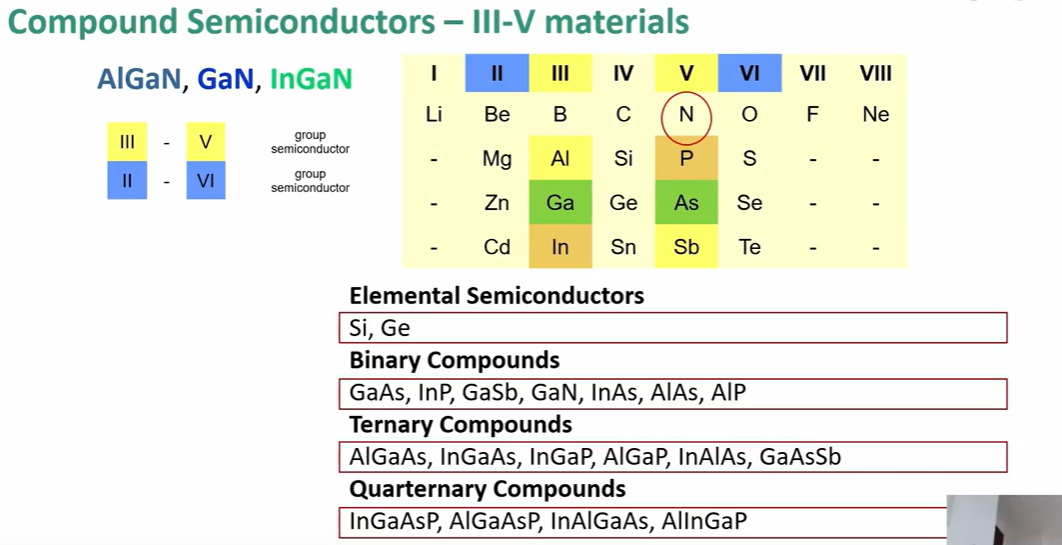 Compound Semiconductors – III-V materials
AlGaN, GaN, InGaN
III - V group semiconductor
II - VI group semiconductor
I II III IV V VI VII VIII
Li Be B C N O F Ne
- Mg Al Si P S - -
- Zn Ga Ge As Se - -
- Cd In Sn Sb Te - -
Elemental Semiconductors
Si, Ge
Binary Compounds
GaAs, InP, GaSb, GaN, InAs, AlAs, AlP
Ternary Compounds
AlGaAs, InGaAs, InGaP, AlGaP, InAlAs, GaAsSb
Quarternary Compounds
InGaAsP, AlGaAsP, InAlGaAs, AlInGaP